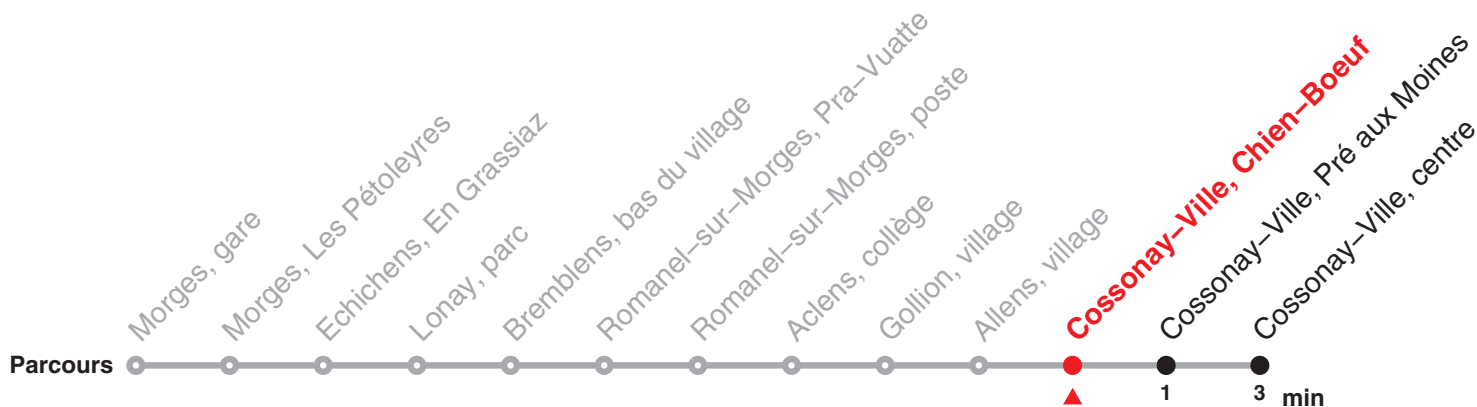 Morges, gare
Morges, Les Pétoleyres
Echichens, En Grassiaz
Lonay, parc
Bremblens, bas du village
Romanel–sur–Morges, Pra–Vuatte
Romanel–sur–Morges, poste
Aclens, collège
Gollion, village
Allens, village
Cossonay–Ville, Chien–Boeuf
Cossonay–Ville, Pré aux Moines
Cossonay–Ville, centre
Parcours
1 3 min